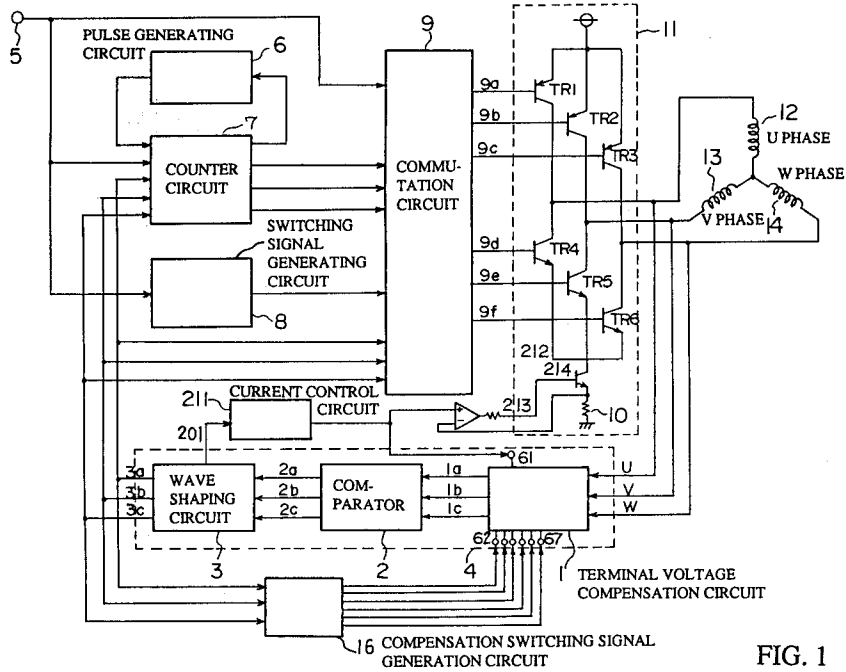 5
PULSE GENERATING
CIRCUIT
6
9
11
7
COUNTER
CIRCUIT
COMMU-
TATION
CIRCUIT
9a
9b
9c
9d
9e
9f
TR1
TR2
TR3
TR4
TR5
TR6
12
U PHASE
13
V PHASE
W PHASE
14
SWITCHING
SIGNAL
GENERATING
CIRCUIT
8
212
214
213
10
211
CURRENT CONTROL
CIRCUIT
+
-
201
61
3a
3b
3c
WAVE
SHAPING
CIRCUIT
2a
2b
2c
COM-
PARATOR
1a
1b
1c
U
V
W
62
67
3
2
4
1
TERMINAL VOLTAGE
COMPENSATION CIRCUIT
16
COMPENSATION SWITCHING SIGNAL
GENERATION CIRCUIT
FIG. 1